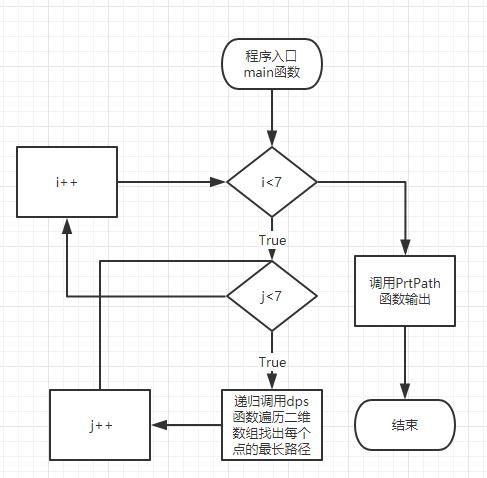 程序入口
main函数
i++
i<7
True
调用PrtPath
函数输出
j<7
True
j++
递归调用dps
函数遍历二维
数组找出每个
点的最长路径
结束